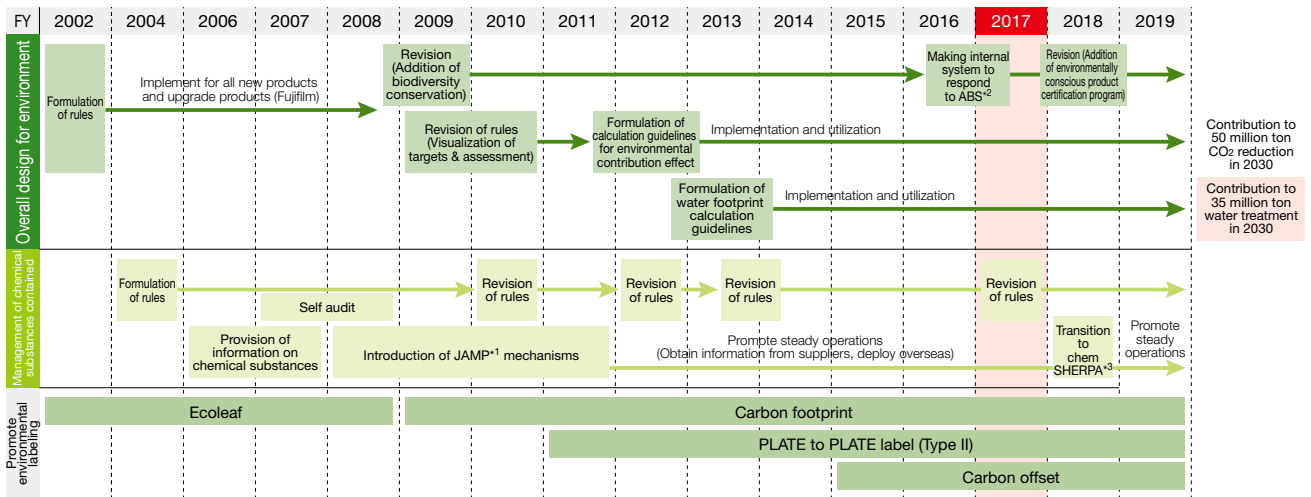 FY 2002 2004 2006 2007 2008 2009 2010 2011 2012 2013 2014 2015 2016 2017 2018 2019
Overall design for environment
Formulation
of rules
Implement for all new products
and upgrade products (Fujifilm)
Revision
(Addition of
biodiversity
conservation)
Making internal
system to
respond
to ABS*2
Revision (Addition
of environmentally
conscious product
certification program)
Revision of rules
(Visualization of
targets & assessment)
Formulation of
calculation guidelines
for environmental
contribution effect
Implementation and utilization
Contribution to
50 million ton
CO2 reduction
in 2030
Formulation of
water footprint
calculation
guidelines
Implementation and utilization
Contribution to
35 million ton
water treatment
in 2030
Management of chemical
substances contained
Formulation
of rules
Self audit
Revision
of rules
Revision
of rules
Revision
of rules
Revision
of rules
Provision of
information on
chemical substances
Introduction of JAMP*1 mechanisms
Promote steady operations
(Obtain information from suppliers, deploy overseas)
Transition
to
chem
SHERPA*3
Promote
steady
operations
Promote
environmental
labeling
Ecoleaf
Carbon footprint
PLATE to PLATE label (Type II)
Carbon offset